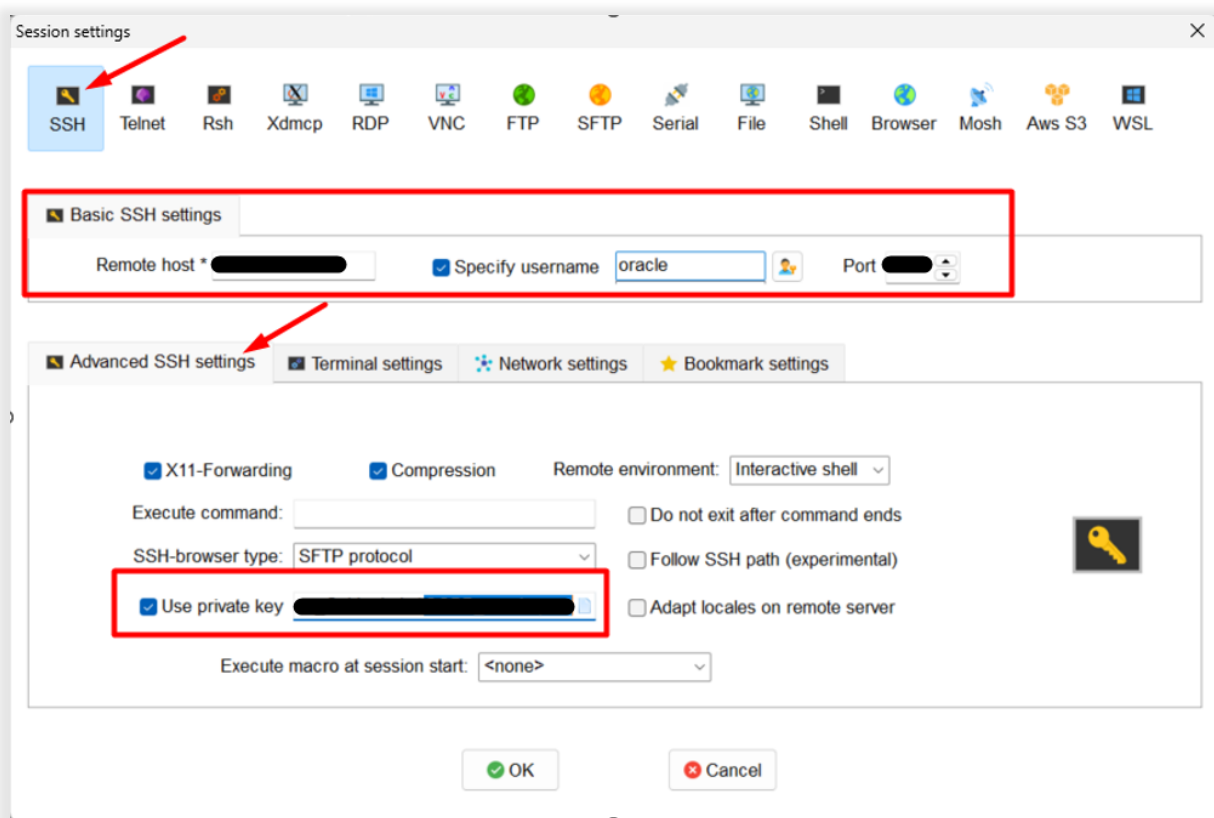 Session settings
SSH Telnet Rsh Xdmcp RDP VNC FTP SFTP Serial File Shell Browser Mosh Aws S3 WSL
Basic SSH settings
Remote host * Specify username oracle Port
Advanced SSH settings Terminal settings Network settings Bookmark settings
X11-Forwarding Compression Remote environment: Interactive shell
Execute command: Do not exit after command ends
SSH-browser type: SFTP protocol Follow SSH path (experimental)
Use private key Adapt locales on remote server
Execute macro at session start: <none>
OK Cancel